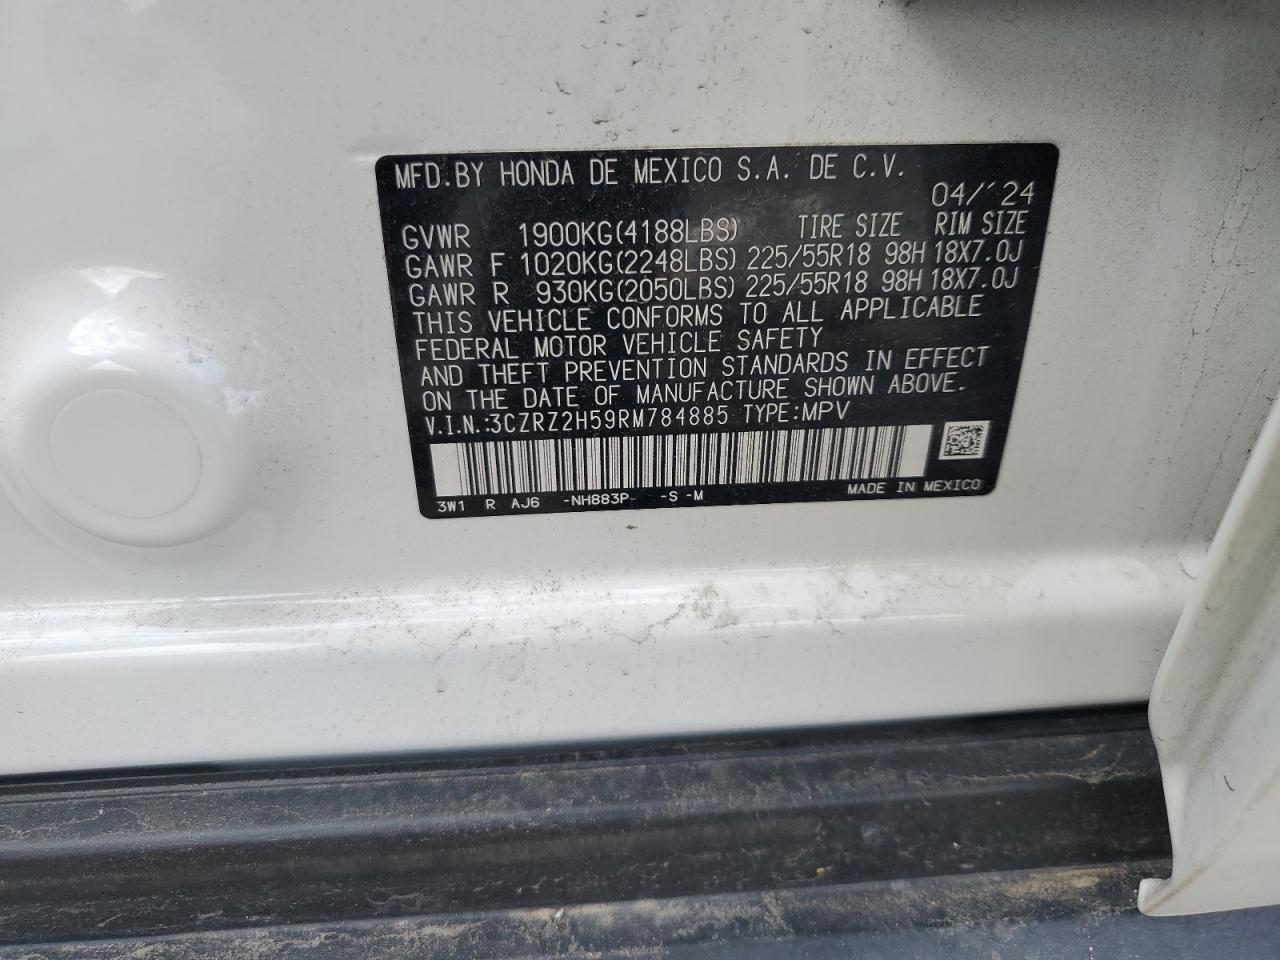 MFD.BY HONDA DE MEXICO S.A. DE C.V.
04/'24
GVWR 1900KG(4188LBS) TIRE SIZE RIM SIZE
GAWR F 1020KG(2248LBS) 225/55R18 98H 18X7.0J
GAWR R 930KG(2050LBS) 225/55R18 98H 18X7.0J
THIS VEHICLE CONFORMS TO ALL APPLICABLE
FEDERAL MOTOR VEHICLE SAFETY
AND THEFT PREVENTION STANDARDS IN EFFECT
ON THE DATE OF MANUFACTURE SHOWN ABOVE.
V.I.N.:3CZRZ2H59RM784885 TYPE:MPV
3W1 R AJ6 -NH883P- -S -M MADE IN MEXICO